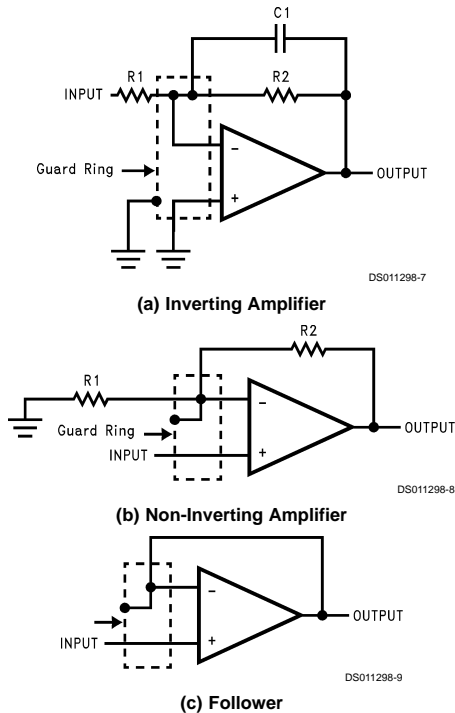 C1
R1
R2
INPUT
−
Guard Ring
OUTPUT
+
DS011298-7
(a) Inverting Amplifier
R2
R1
−
OUTPUT
Guard Ring
INPUT
+
DS011298-8
(b) Non-Inverting Amplifier
−
OUTPUT
INPUT
+
DS011298-9
(c) Follower